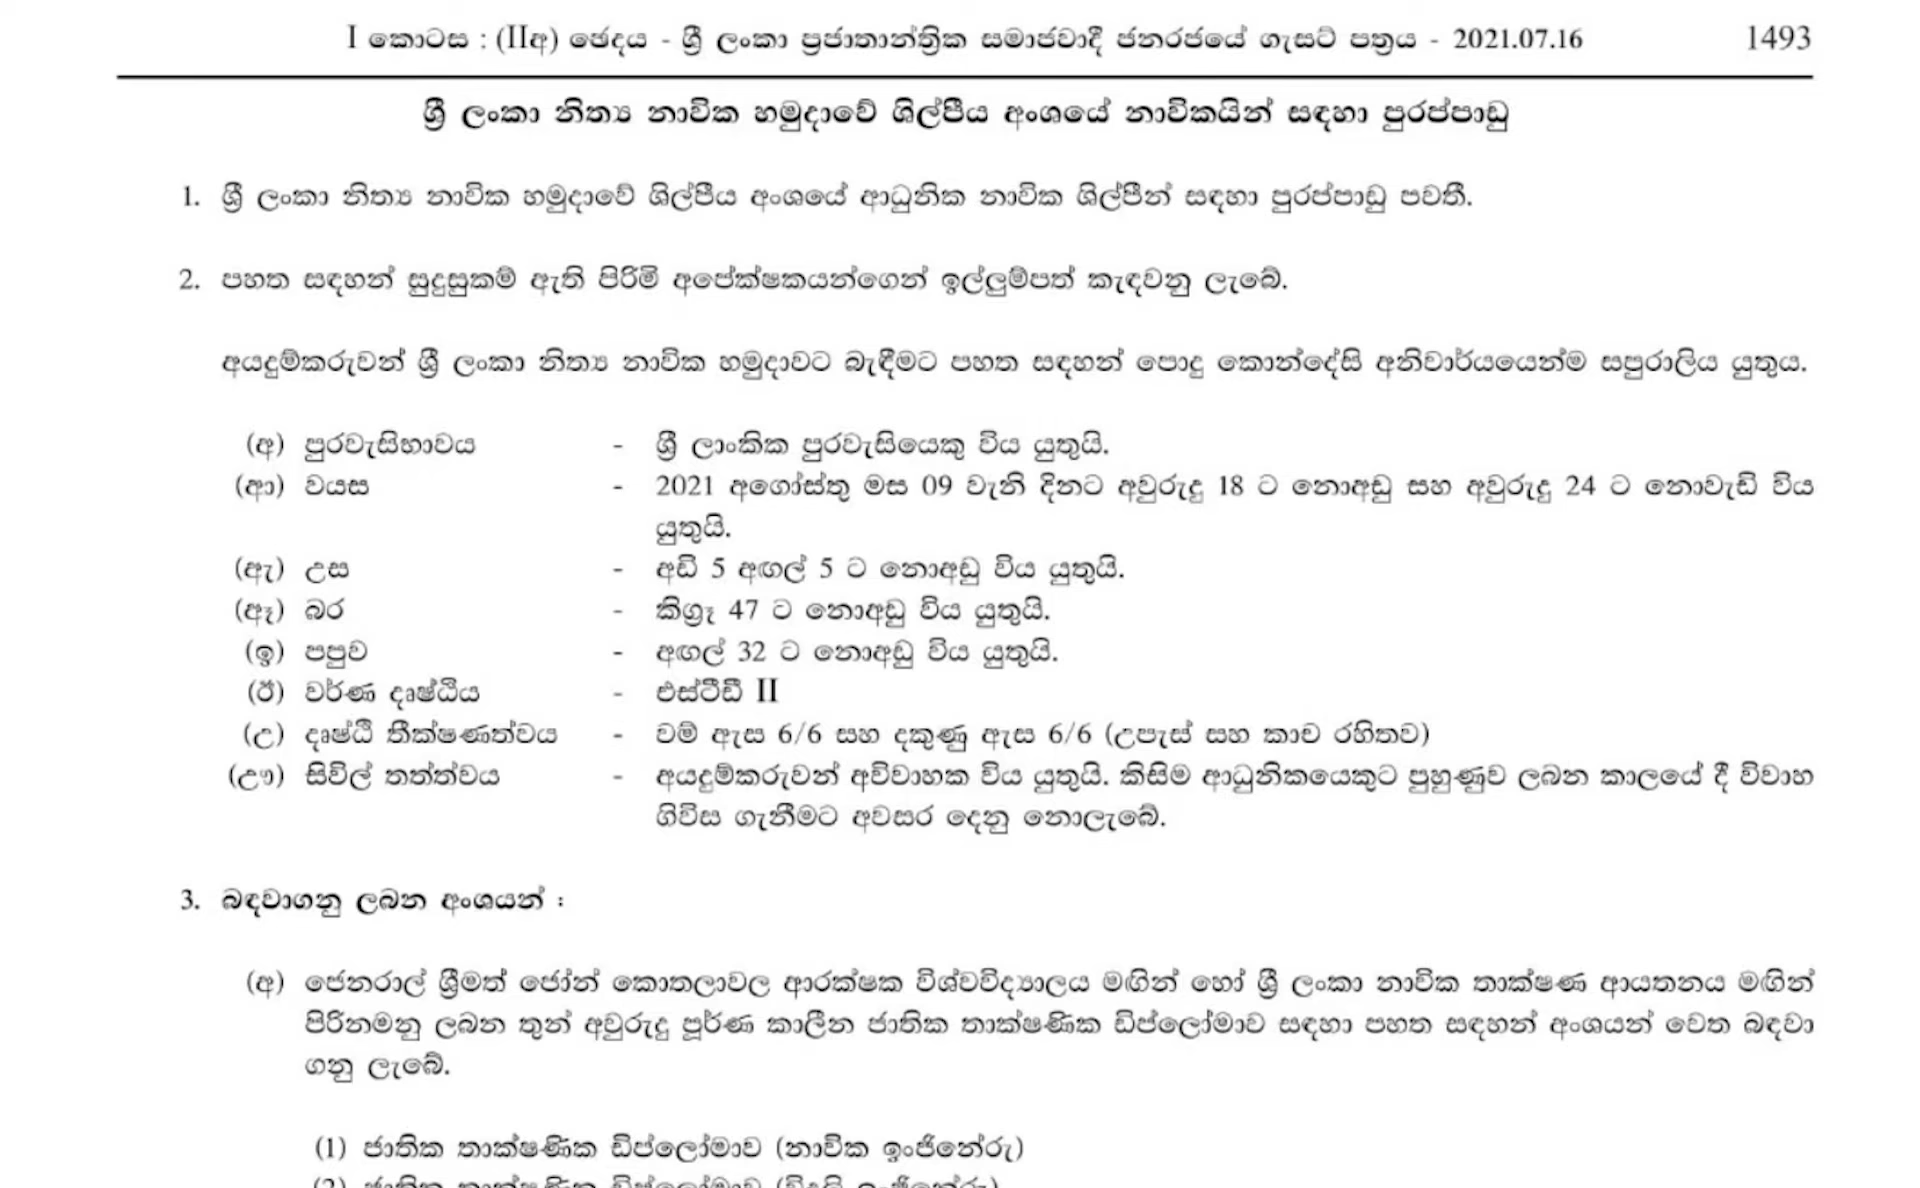 I කොටස : (IIඅ) ඡෙදය - ශ්‍රී ලංකා ප්‍රජාතාන්ත්‍රික සමාජවාදී ජනරජයේ ගැසට් පත්‍රය - 2021.07.16 1493
ශ්‍රී ලංකා නිත්‍ය නාවික හමුදාවේ ශිල්පීය අංශයේ නාවිකයින් සඳහා පුරප්පාඩු
1. ශ්‍රී ලංකා නිත්‍ය නාවික හමුදාවේ ශිල්පීය අංශයේ ආධුනික නාවික ශිල්පීන් සඳහා පුරප්පාඩු පවතී.
2. පහත සඳහන් සුදුසුකම් ඇති පිරිමි අපේක්ෂකයන්ගෙන් ඉල්ලුම්පත් කැඳවනු ලැබේ.
අයදුම්කරුවන් ශ්‍රී ලංකා නිත්‍ය නාවික හමුදාවට බැඳීමට පහත සඳහන් පොදු කොන්දේසි අනිවාර්යයෙන්ම සපුරාලිය යුතුය.
(අ) පුරවැසිභාවය - ශ්‍රී ලාංකික පුරවැසියෙකු විය යුතුයි.
(ආ) වයස - 2021 අගෝස්තු මස 09 වැනි දිනට අවුරුදු 18 ට නොඅඩු සහ අවුරුදු 24 ට නොවැඩි විය
යුතුයි.
(ඇ) උස - අඩි 5 අඟල් 5 ට නොඅඩු විය යුතුයි.
(ඈ) බර - කිග්‍රෑ 47 ට නොඅඩු විය යුතුයි.
(ඉ) පපුව - අඟල් 32 ට නොඅඩු විය යුතුයි.
(ඊ) වර්ණ දෘෂ්ඨිය - එස්ටීඩී II
(උ) දෘෂ්ඨි තීක්ෂණත්වය - වම් ඇස 6/6 සහ දකුණු ඇස 6/6 (උපැස් සහ කාච රහිතව)
(ඌ) සිවිල් තත්ත්වය - අයදුම්කරුවන් අවිවාහක විය යුතුයි. කිසිම ආධුනිකයෙකුට පුහුණුව ලබන කාලයේ දී විවාහ
ගිවිස ගැනීමට අවසර දෙනු නොලැබේ.
3. බඳවාගනු ලබන අංශයන් :
(අ) ජෙනරාල් ශ්‍රීමත් ජෝන් කොතලාවල ආරක්ෂක විශ්වවිද්‍යාලය මඟින් හෝ ශ්‍රී ලංකා නාවික තාක්ෂණ ආයතනය මඟින්
පිරිනමනු ලබන තුන් අවුරුදු පූර්ණ කාලීන ජාතික තාක්ෂණික ඩිප්ලෝමාව සඳහා පහත සඳහන් අංශයන් වෙත බඳවා
ගනු ලැබේ.
(1) ජාතික තාක්ෂණික ඩිප්ලෝමාව (නාවික ඉංජිනේරු)
(2) ජාතික තාක්ෂණික ඩිප්ලෝමාව (විදුලි ඉංජිනේරු)